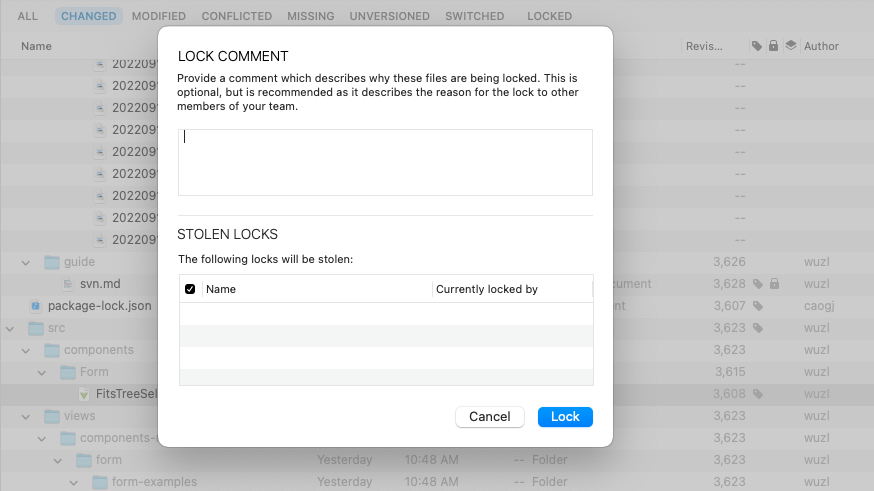 ALL CHANGED MODIFIED CONFLICTED MISSING UNVERSIONED SWITCHED LOCKED
Name Revis... Author
202209 --
202209 --
202209 --
202209 --
202209 --
202209 --
202209 --
202209 --
202209 --
guide 3,626 wuzl
svn.md 3,628 wuzl
package-lock.json 3,607 caogj
src 3,623 wuzl
components 3,623 wuzl
Form 3,615 wuzl
FitsTreeSel 3,608 wuzl
views 3,623 wuzl
components- 3,623 wuzl
form Yesterday 10:48 AM -- Folder 3,623 wuzl
form-examples Yesterday 10:48 AM -- Folder 3,623 wuzl
LOCK COMMENT
Provide a comment which describes why these files are being locked. This is
optional, but is recommended as it describes the reason for the lock to other
members of your team.
STOLEN LOCKS
The following locks will be stolen:
Name Currently locked by
Cancel Lock